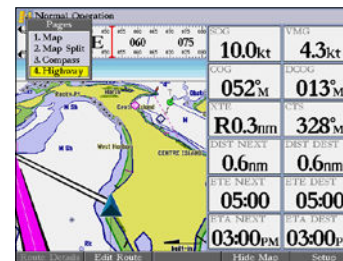 Normal Operation
Pages
1. Map
2. Map Split
3. Compass
4. Highway
E 060 075
SOG
10.0kt
VMG
4.3kt
COG
052°M
DCOG
013°M
XTE
R0.3nm
CTS
328°M
DIST NEXT
0.6nm
DIST DEST
0.6nm
ETE NEXT
05:00
ETE DEST
05:00
ETA NEXT
03:00PM
ETA DEST
03:00P
West
CENTRE ISLAND
Route Details
Edit Route
Hide Map
Setup